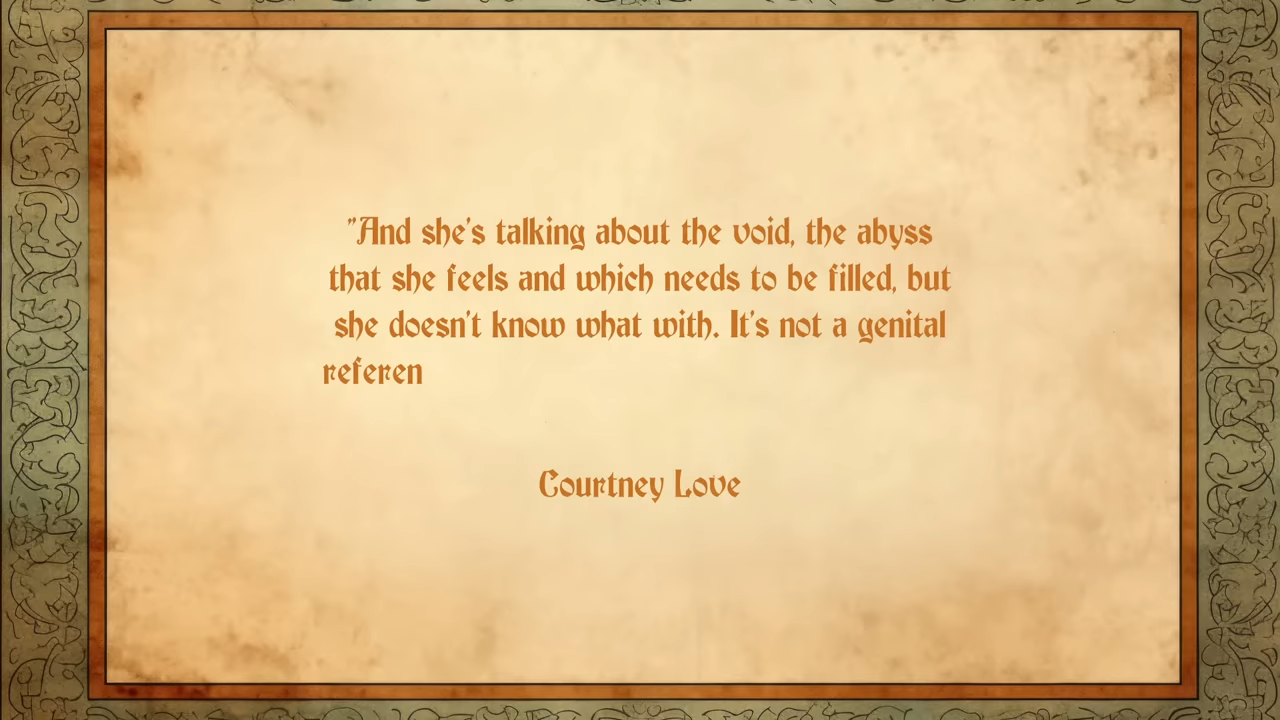 "And she's talking about the void, the abyss
that she feels and which needs to be filled, but
she doesn't know what with. It's not a genital
referen
Courtney Love